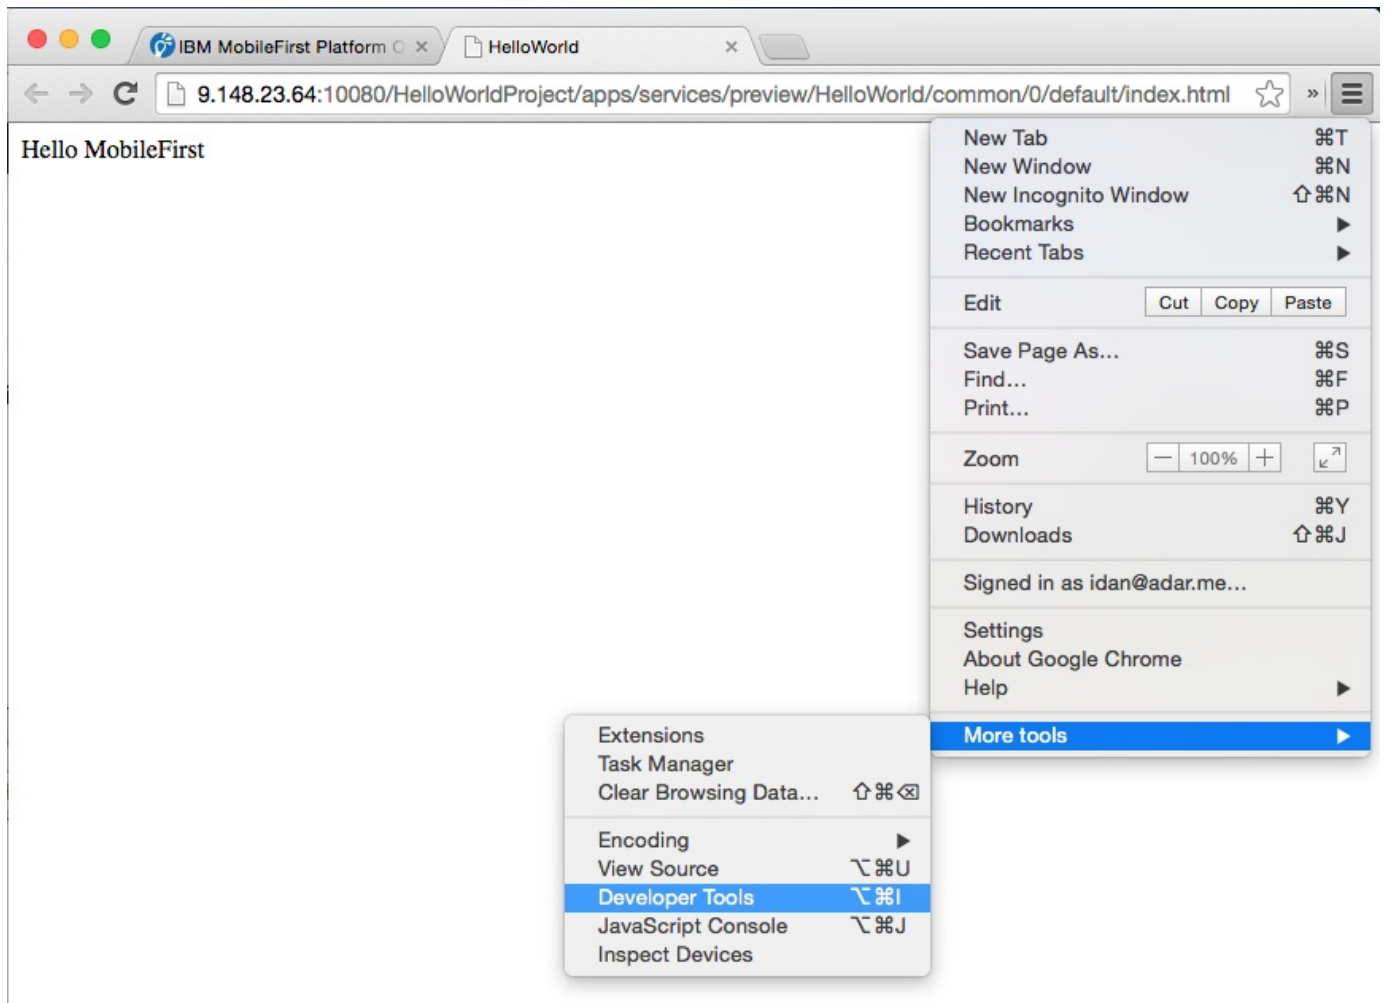 IBM MobileFirst Platform O
HelloWorld
9.148.23.64:10080/HelloWorldProject/apps/services/preview/HelloWorld/common/0/default/index.html
Hello MobileFirst
New Tab ⌘T
New Window ⌘N
New Incognito Window ⇧⌘N
Bookmarks ▶
Recent Tabs ▶
Edit Cut Copy Paste
Save Page As... ⌘S
Find... ⌘F
Print... ⌘P
Zoom — 100% +
History ⌘Y
Downloads ⇧⌘J
Signed in as idan@adar.me...
Settings
About Google Chrome
Help ▶
More tools ▶
Extensions
Task Manager
Clear Browsing Data... ⇧⌘⌫
Encoding ▶
View Source ⌥⌘U
Developer Tools ⌥⌘I
JavaScript Console ⌥⌘J
Inspect Devices